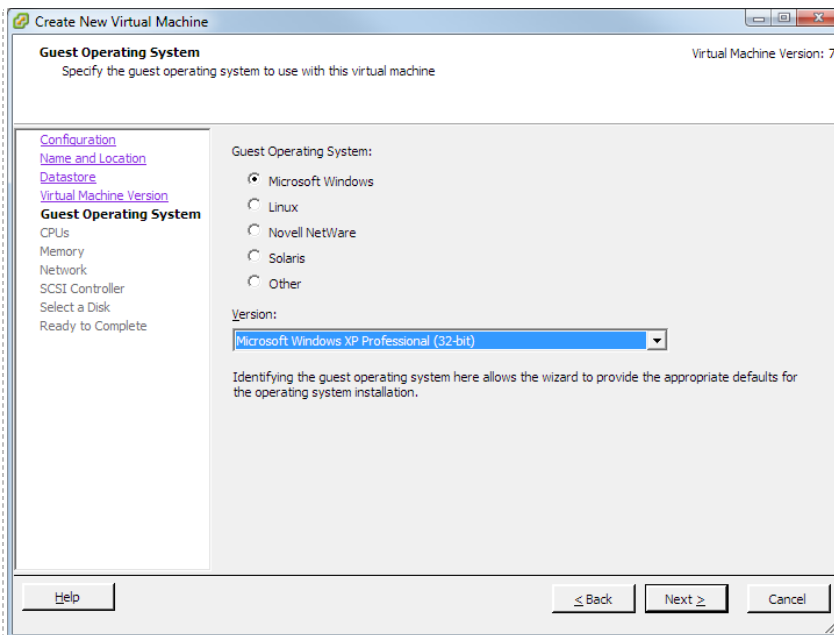 Create New Virtual Machine
Guest Operating System
Virtual Machine Version: 7
Specify the guest operating system to use with this virtual machine
Configuration
Name and Location
Datastore
Virtual Machine Version
Guest Operating System
CPUs
Memory
Network
SCSI Controller
Select a Disk
Ready to Complete
Guest Operating System:
Microsoft Windows
Linux
Novell NetWare
Solaris
Other
Version:
Microsoft Windows XP Professional (32-bit)
Identifying the guest operating system here allows the wizard to provide the appropriate defaults for
the operating system installation.
Help
< Back
Next >
Cancel